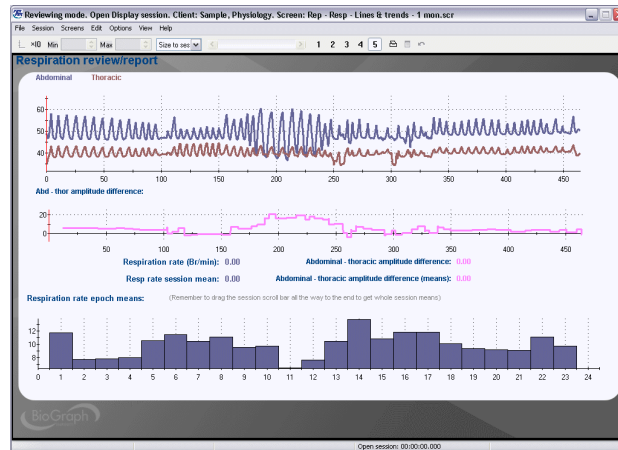 Reviewing mode. Open Display session. Client: Sample, Physiology. Screen: Rep - Resp - Lines & trends - 1 mon.scr
File Session Screens Edit Options View Help
×10 Min Max Size to ses 1 2 3 4 5
Respiration review/report
Abdominal Thoracic
60
50
40
0 50 100 150 200 250 300 350 400 450
Abd - thor amplitude difference:
20
0
50 100 150 200 250 300 350 400 450
Respiration rate (Br/min): 0.00 Abdominal - thoracic amplitude difference: 0.00
Resp rate session mean: 0.00 Abdominal - thoracic amplitude difference (means): 0.00
Respiration rate epoch means: (Remember to drag the session scroll bar all the way to the end to get whole session means)
12
10
8
0 1 2 3 4 5 6 7 8 9 10 11 12 13 14 15 16 17 18 19 20 21 22 23 24
BioGraph
Open session: 00:00:00.000